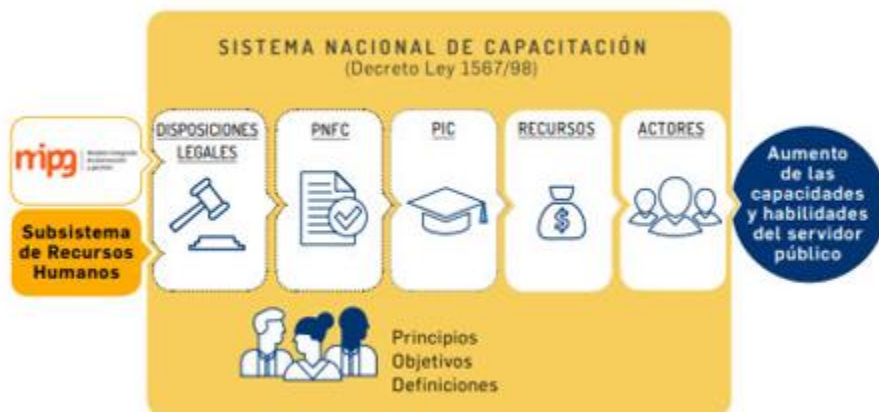 SISTEMA NACIONAL DE CAPACITACIÓN
(Decreto Ley 1567/98)
mipg
Subsistema
de Recursos
Humanos
DISPOSICIONES
LEGALES
PNFC
PIC
RECURSOS
$
ACTORES
Aumento
de las
capacidades
y habilidades
del servidor
público
Principios
Objetivos
Definiciones